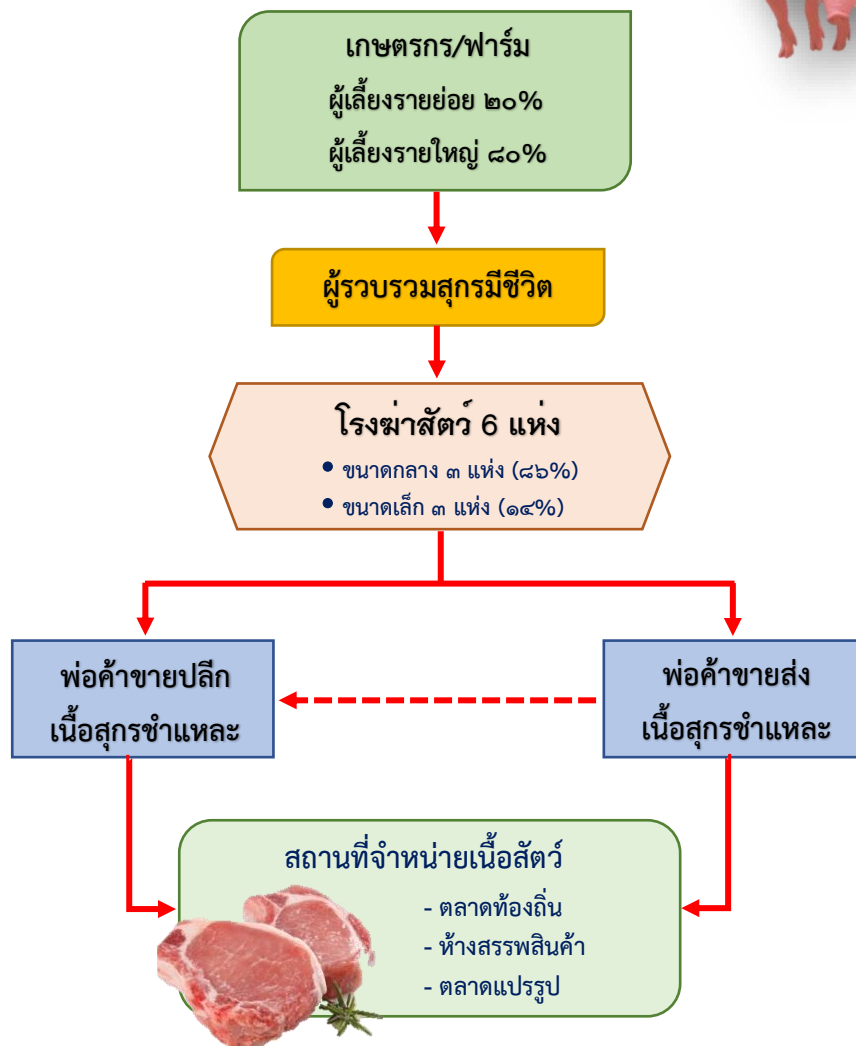 เกษตรกร/ฟาร์ม
ผู้เลี้ยงรายย่อย ๒๐%
ผู้เลี้ยงรายใหญ่ ๘๐%
ผู้รวบรวมสุกรมีชีวิต
โรงฆ่าสัตว์ 6 แห่ง
• ขนาดกลาง ๓ แห่ง (๘๖%)
• ขนาดเล็ก ๓ แห่ง (๑๔%)
พ่อค้าขายปลีก
เนื้อสุกรชำแหละ
พ่อค้าขายส่ง
เนื้อสุกรชำแหละ
สถานที่จำหน่ายเนื้อสัตว์
- ตลาดท้องถิ่น
- ห้างสรรพสินค้า
- ตลาดแปรรูป